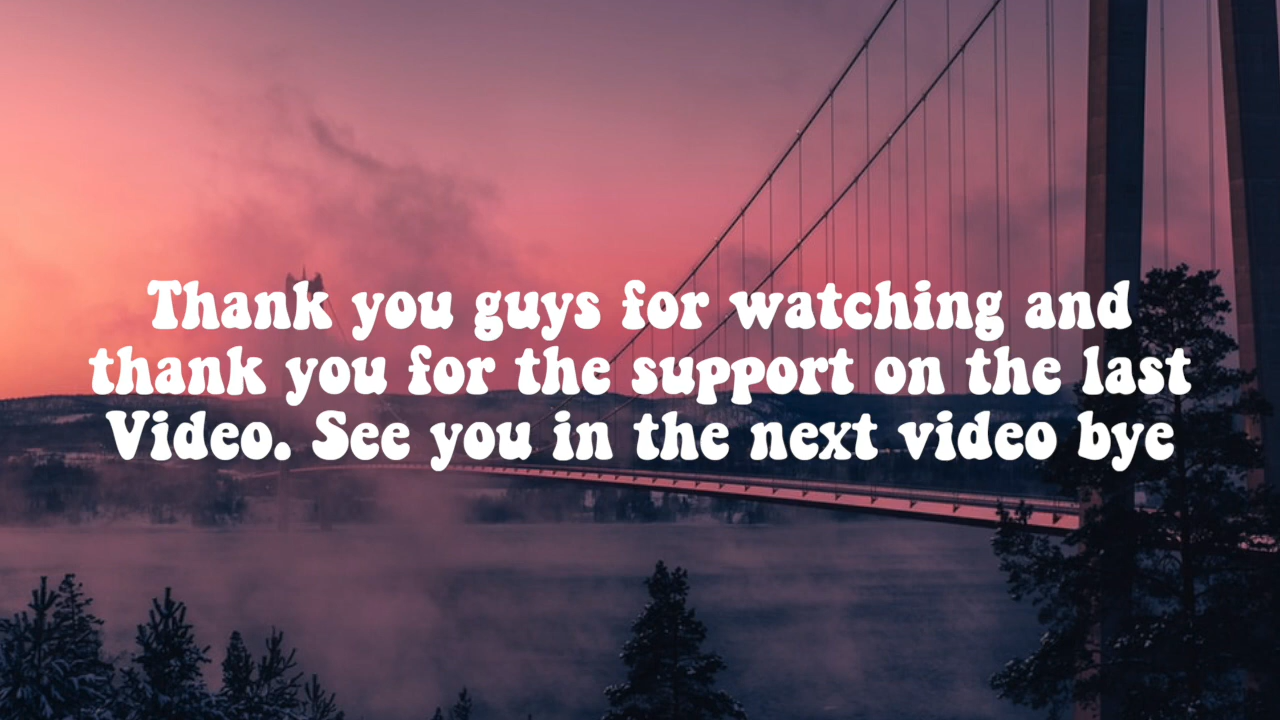 Thank you guys for watching and
thank you for the support on the last
Video. See you in the next video bye